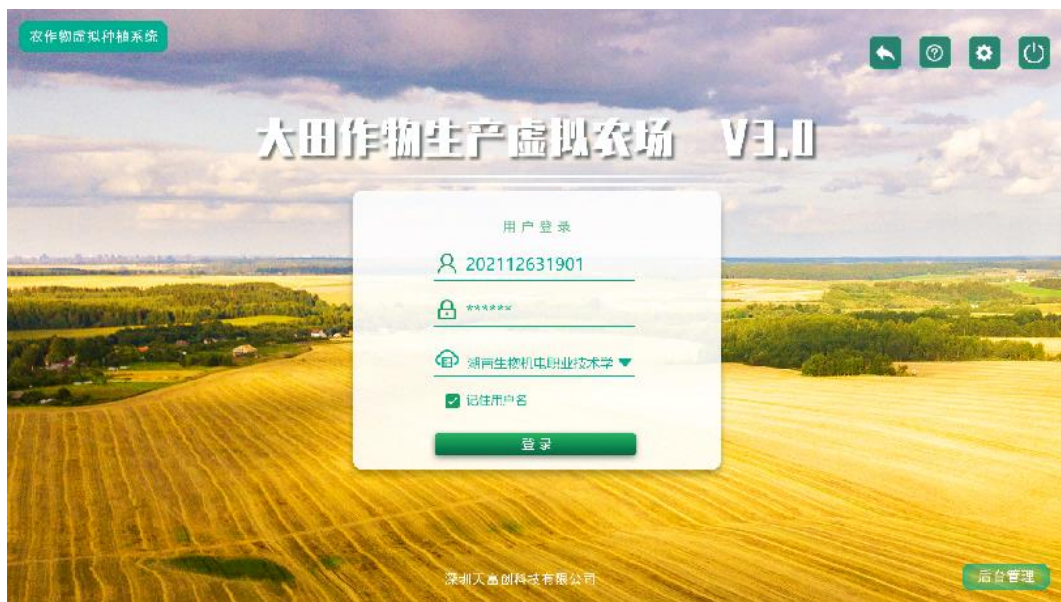 农作物虚拟种植系统
大田作物生产虚拟农场 V3.0
用户登录
202112631901
******
湖南生物机电职业技术学
记住用户名
登录
深圳天富创科技有限公司
后台管理